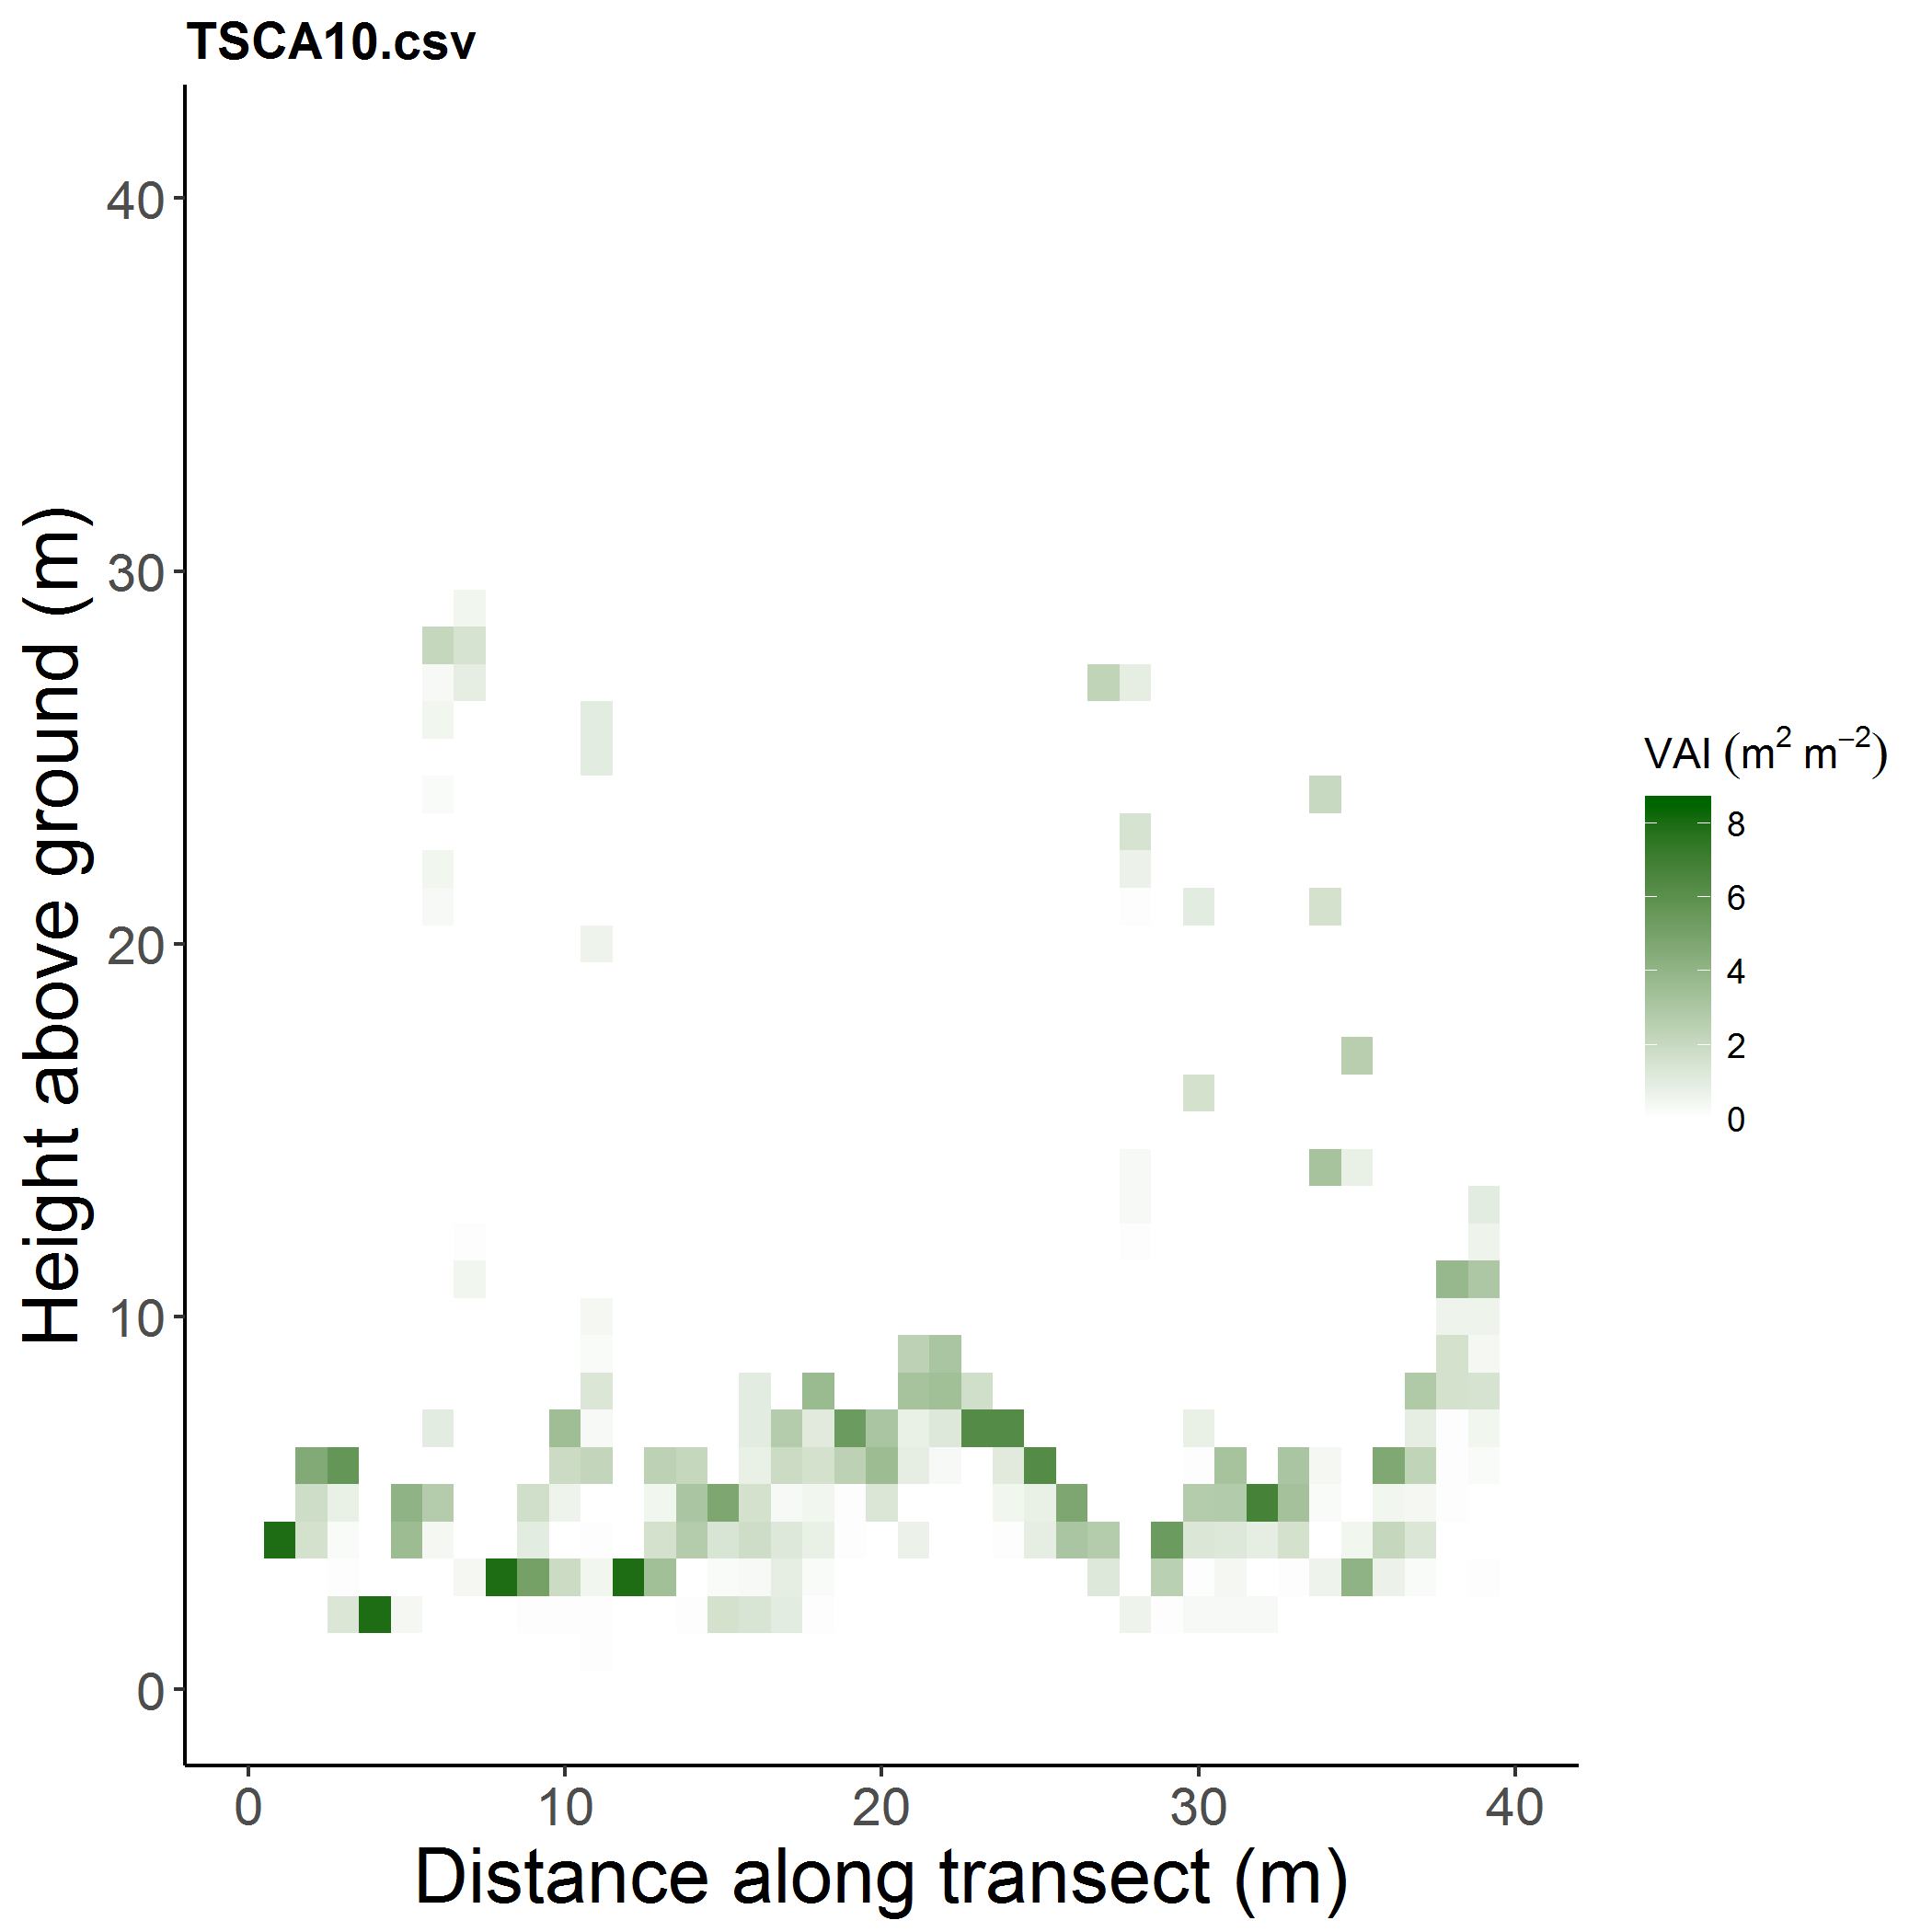 TSCA10.csv
Height above ground (m)
40
30
20
10
0
0 10 20 30 40
Distance along transect (m)
VAI (m² m⁻²)
8
6
4
2
0